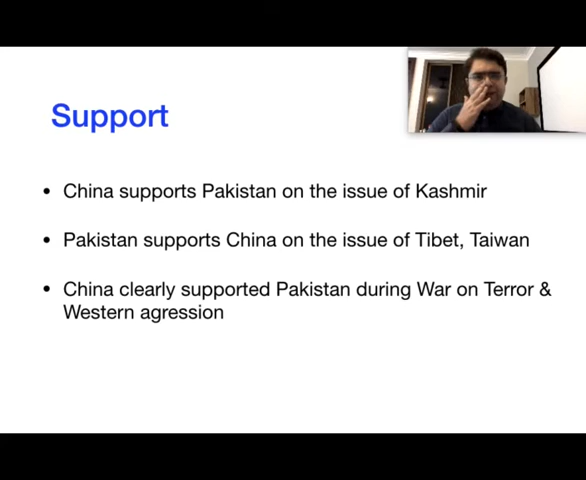 Support
• China supports Pakistan on the issue of Kashmir
• Pakistan supports China on the issue of Tibet, Taiwan
• China clearly supported Pakistan during War on Terror &
Western agression